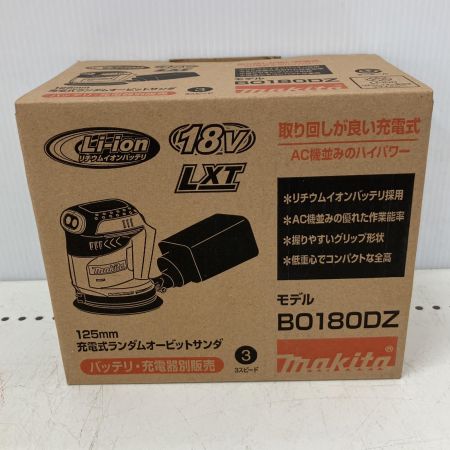 Li-ion
リチウムイオンバッテリ
18V
LXT
取り回しが良い充電式
AC機並みのハイパワー
*リチウムイオンバッテリ採用
*AC機並みの優れた作業能率
*握りやすいグリップ形状
*低重心でコンパクトな全高
makita
125mm
充電式ランダムオービットサンダ
バッテリ・充電器別販売
3
3スピード
モデル
BO180DZ
makita®